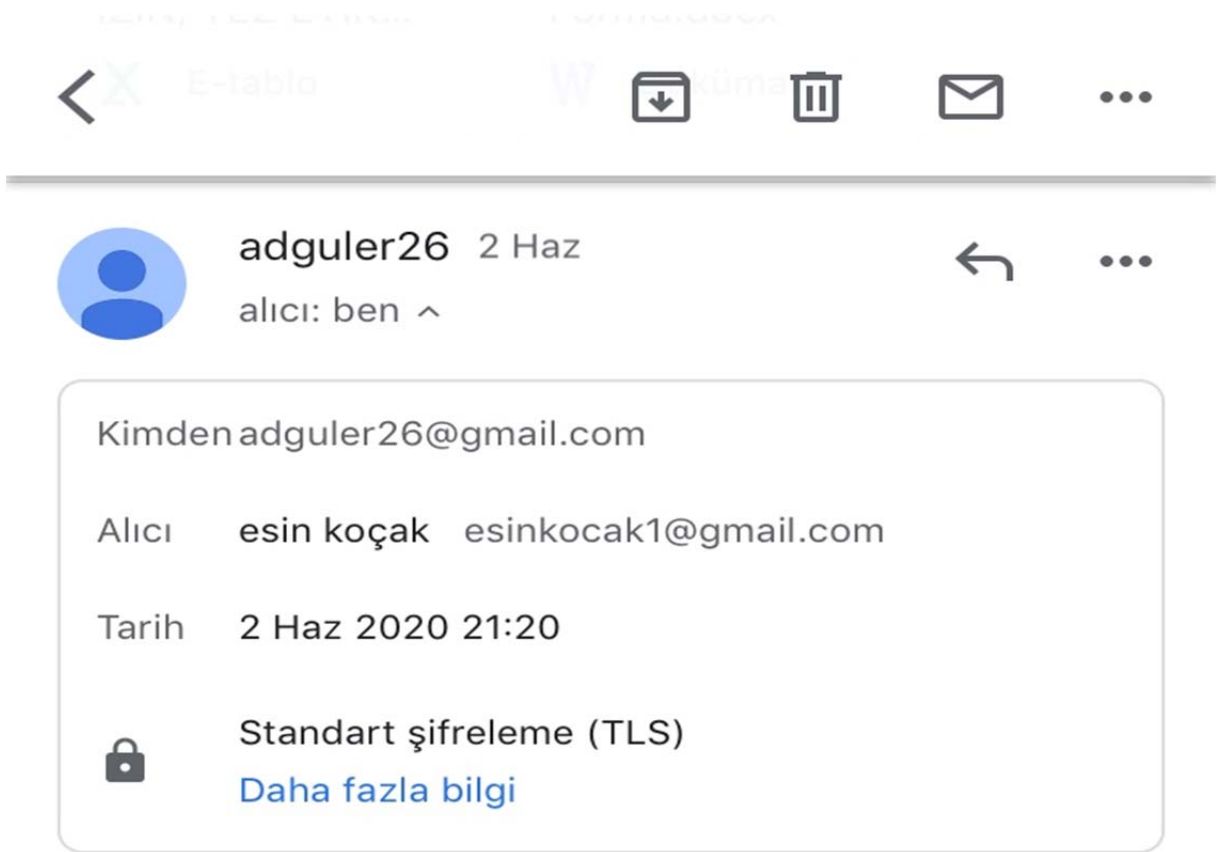 E-tablo
adguler26 2 Haz
alıcı: ben
Kimden adguler26@gmail.com
Alıcı esin koçak esinkocak1@gmail.com
Tarih 2 Haz 2020 21:20
Standart şifreleme (TLS)
Daha fazla bilgi